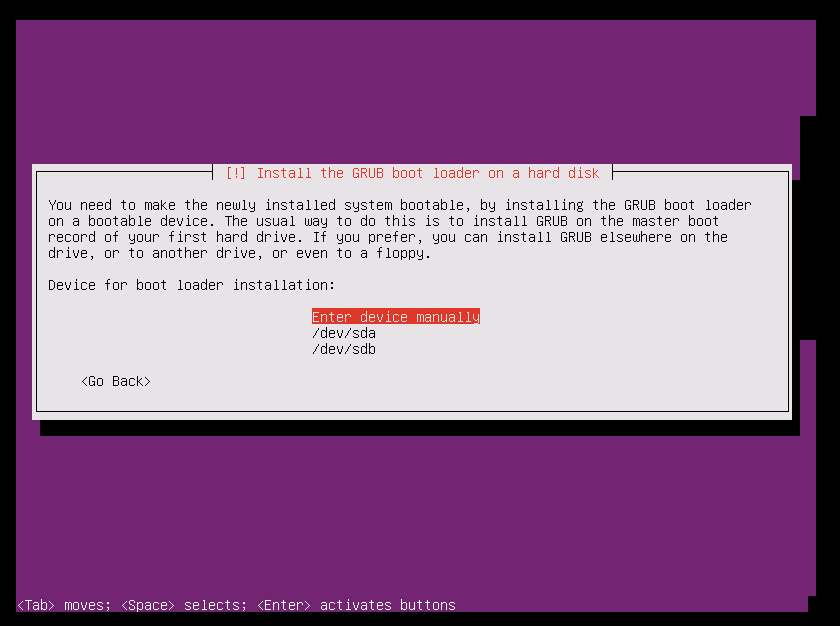 [!] Install the GRUB boot loader on a hard disk
You need to make the newly installed system bootable, by installing the GRUB boot loader
on a bootable device. The usual way to do this is to install GRUB on the master boot
record of your first hard drive. If you prefer, you can install GRUB elsewhere on the
drive, or to another drive, or even to a floppy.
Device for boot loader installation:
Enter device manually
/dev/sda
/dev/sdb
<Go Back>
<Tab> moves; <Space> selects; <Enter> activates buttons